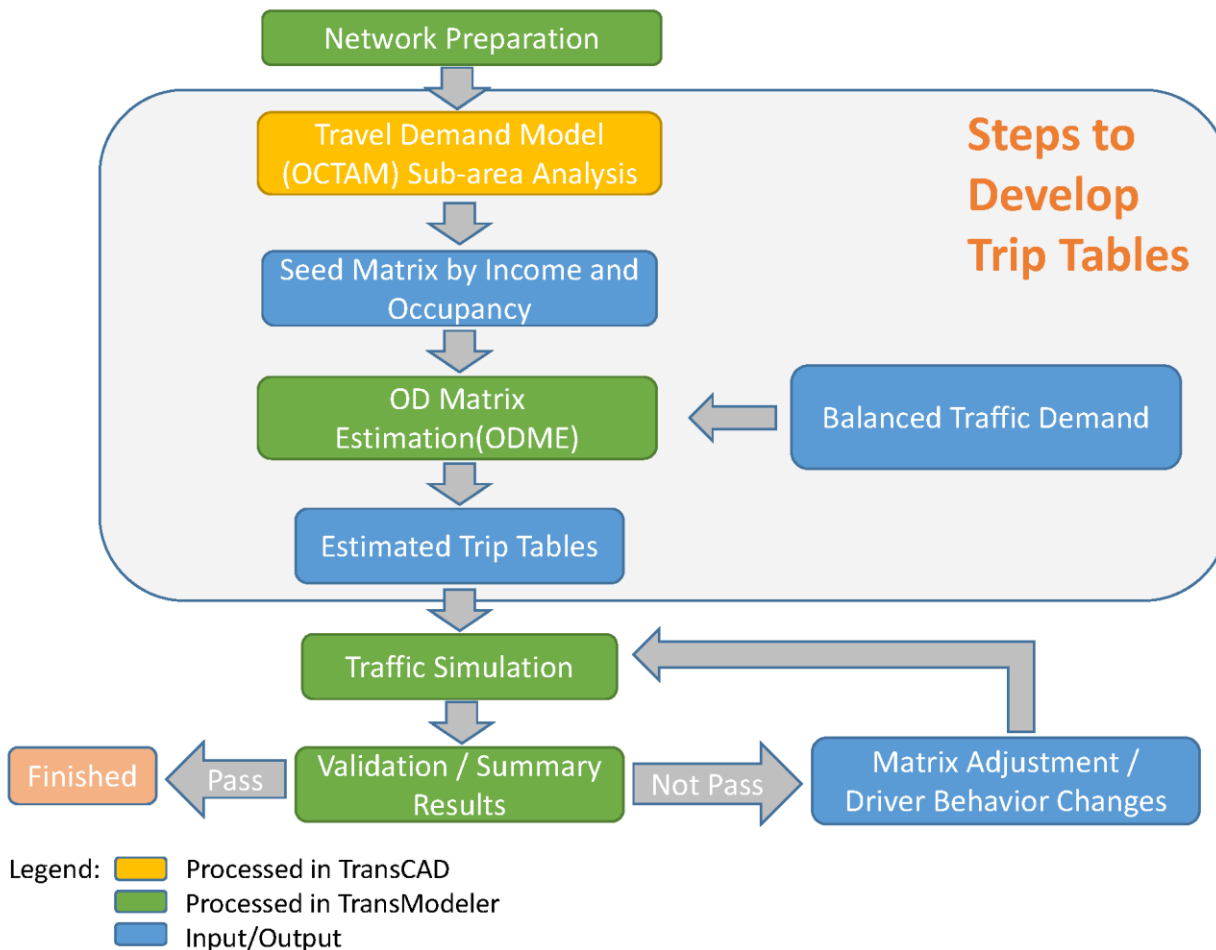 Network Preparation
Travel Demand Model
(OCTAM) Sub-area Analysis
Steps to
Develop
Trip Tables
Seed Matrix by Income and
Occupancy
OD Matrix
Estimation(ODME)
Balanced Traffic Demand
Estimated Trip Tables
Traffic Simulation
Finished
Pass
Validation / Summary
Results
Not Pass
Matrix Adjustment /
Driver Behavior Changes
Legend:
Processed in TransCAD
Processed in TransModeler
Input/Output